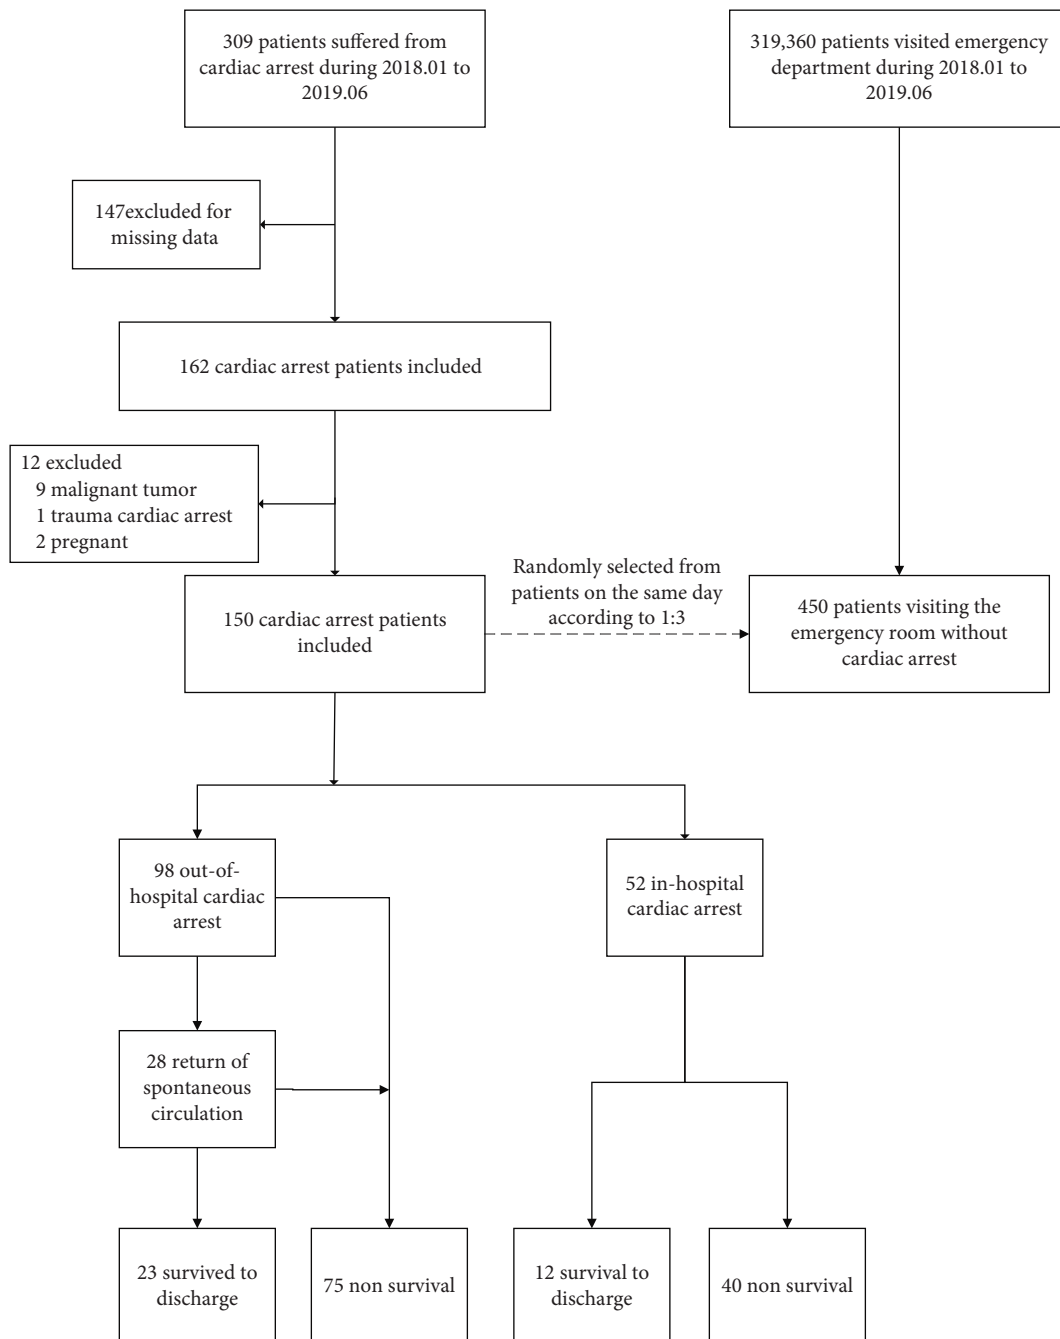 309 patients suffered from
cardiac arrest during 2018.01 to
2019.06
319,360 patients visited emergency
department during 2018.01 to
2019.06
147excluded for
missing data
162 cardiac arrest patients included
12 excluded
9 malignant tumor
1 trauma cardiac arrest
2 pregnant
Randomly selected from
patients on the same day
according to 1:3
150 cardiac arrest patients
included
450 patients visiting the
emergency room without
cardiac arrest
98 out-of-
hospital cardiac
arrest
52 in-hospital
cardiac arrest
28 return of
spontaneous
circulation
23 survived to
discharge
75 non survival
12 survival to
discharge
40 non survival